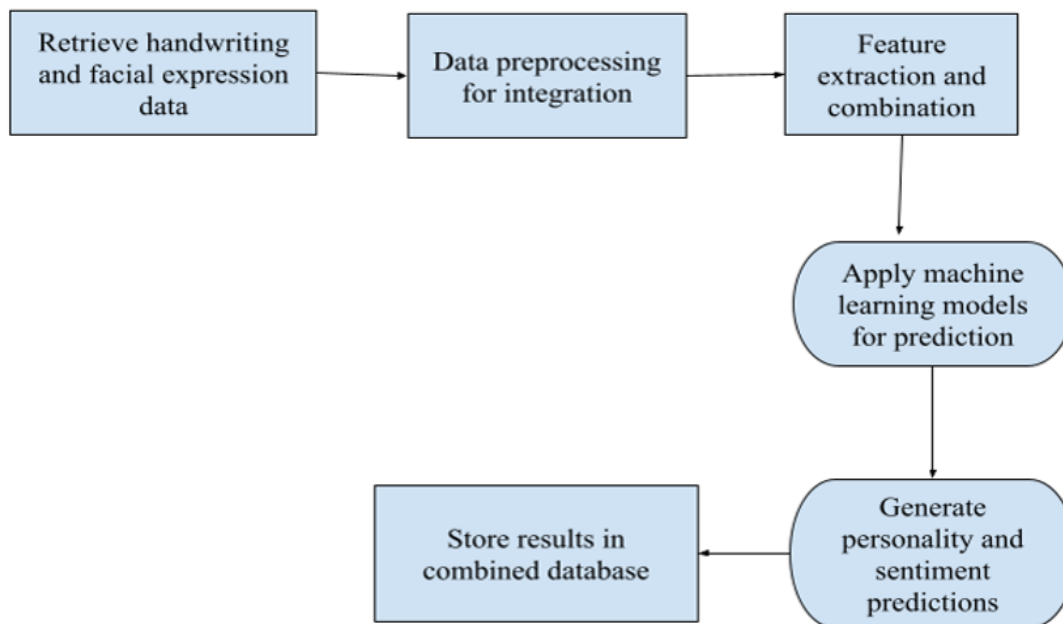 Retrieve handwriting
and facial expression
data
Data preprocessing
for integration
Feature
extraction and
combination
Apply machine
learning models
for prediction
Generate
personality and
sentiment
predictions
Store results in
combined database